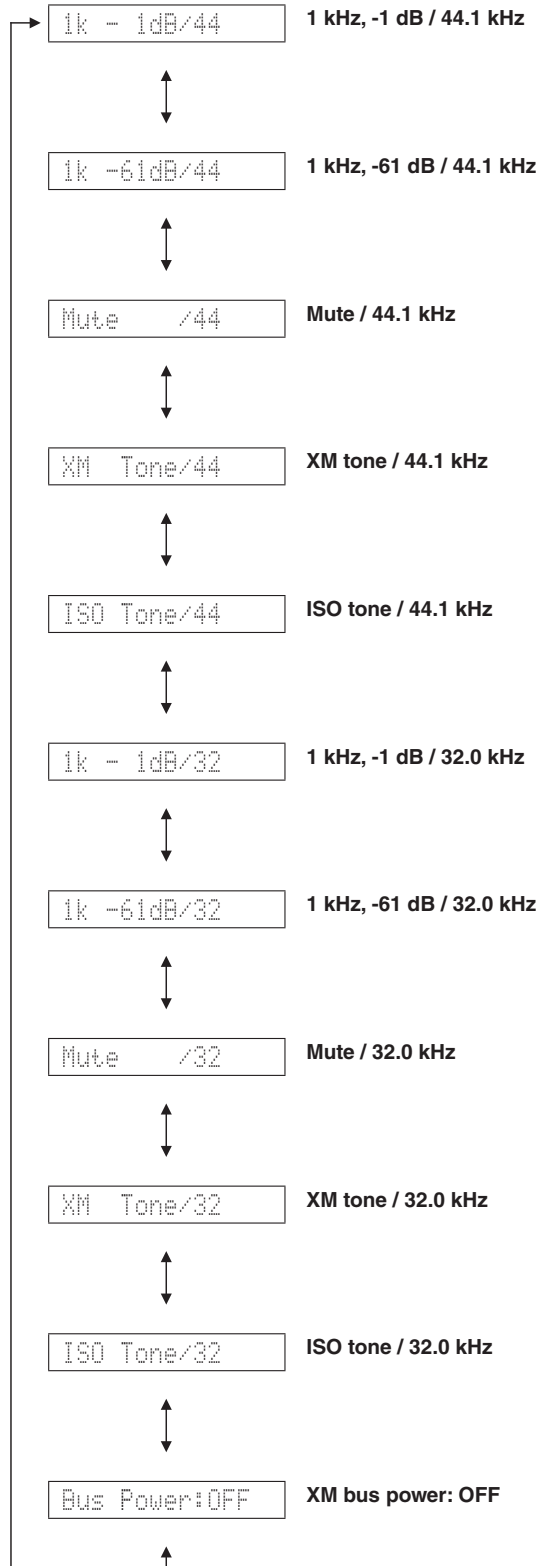 1k - 1dB/44 1 kHz, -1 dB / 44.1 kHz
1k -61dB/44 1 kHz, -61 dB / 44.1 kHz
Mute /44 Mute / 44.1 kHz
XM Tone/44 XM tone / 44.1 kHz
ISO Tone/44 ISO tone / 44.1 kHz
1k - 1dB/32 1 kHz, -1 dB / 32.0 kHz
1k -61dB/32 1 kHz, -61 dB / 32.0 kHz
Mute /32 Mute / 32.0 kHz
XM Tone/32 XM tone / 32.0 kHz
ISO Tone/32 ISO tone / 32.0 kHz
Bus Power:OFF XM bus power: OFF